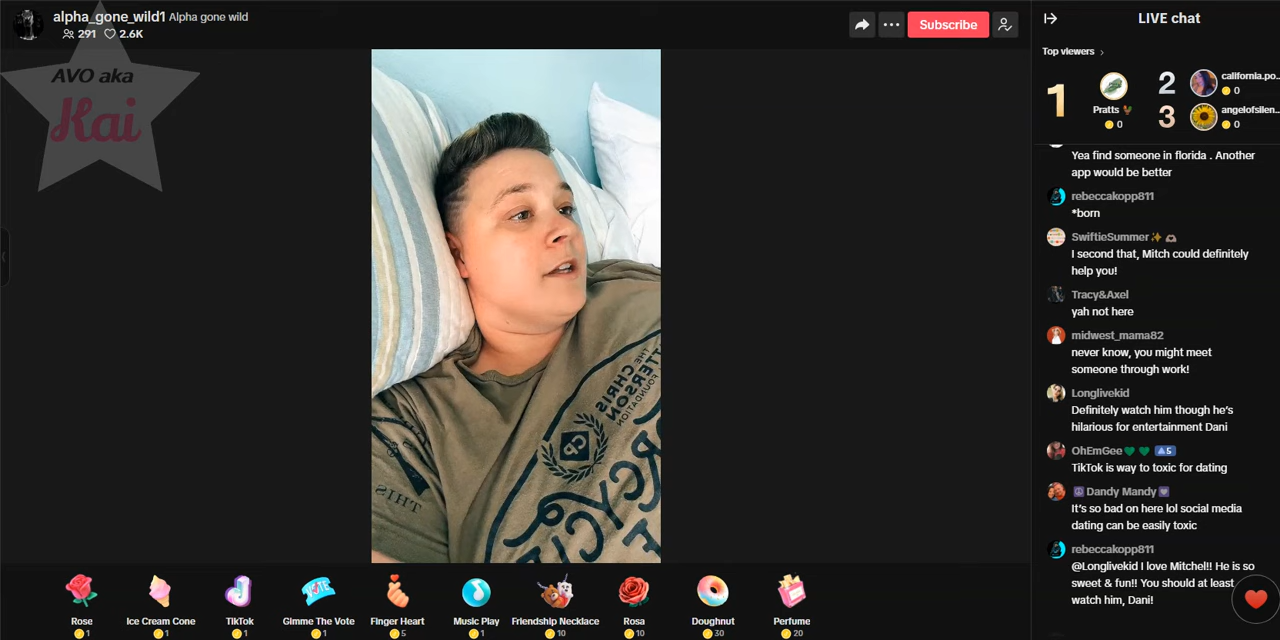 alpha_gone_wild1 Alpha gone wild
291 2.6K
Subscribe
AVO aka
Kai
LIVE chat
Top viewers
1
Pratts
0
2
california.po...
0
3
angelofsilen...
0
Yea find someone in florida . Another
app would be better
rebeccakopp811
*born
SwiftieSummer
I second that, Mitch could definitely
help you!
Tracy&Axel
yah not here
midwest_mama82
never know, you might meet
someone through work!
Longlivekid
Definitely watch him though he's
hilarious for entertainment Dani
OhEmGee 5
TikTok is way to toxic for dating
Dandy Mandy
It's so bad on here lol social media
dating can be easily toxic
rebeccakopp811
@Longlivekid I love Mitchel!! He is so
sweet & fun!! You should at least
watch him, Dani!
THE CHRIS
FOUNDATION
CP
THIS
VOTE
Rose
1
Ice Cream Cone
1
TikTok
1
Gimme The Vote
1
Finger Heart
5
Music Play
1
Friendship Necklace
10
Rosa
10
Doughnut
30
Perfume
20